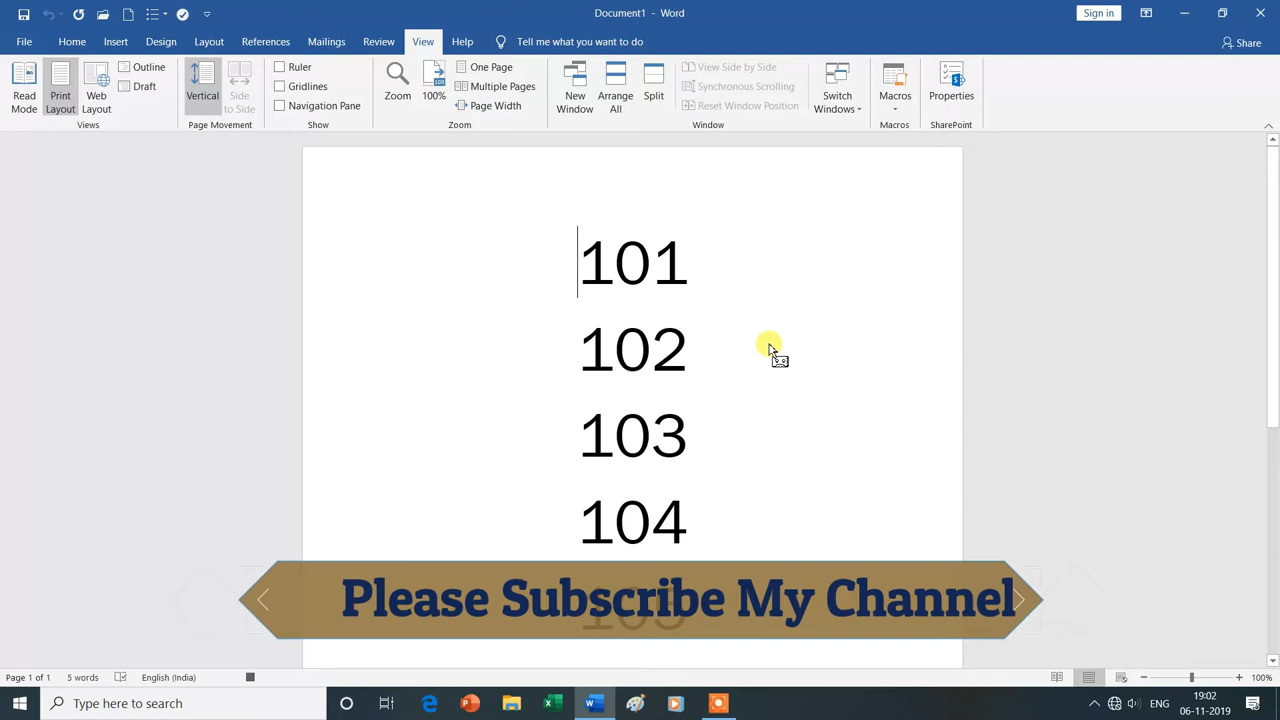 Document1 - Word
Sign in
File Home Insert Design Layout References Mailings Review View Help Tell me what you want to do Share
Read Mode
Print Layout
Web Layout
Outline
Draft
Views
Vertical
Side to Side
Page Movement
Ruler
Gridlines
Navigation Pane
Show
Zoom
100%
One Page
Multiple Pages
Page Width
Zoom
New Window
Arrange All
Split
View Side by Side
Synchronous Scrolling
Reset Window Position
Window
Switch Windows
Macros
Macros
Properties
SharePoint
101
102
103
104
105
Please Subscribe My Channel
Page 1 of 1 5 words English (India) 100%
Type here to search
ENG
19:02
06-11-2019